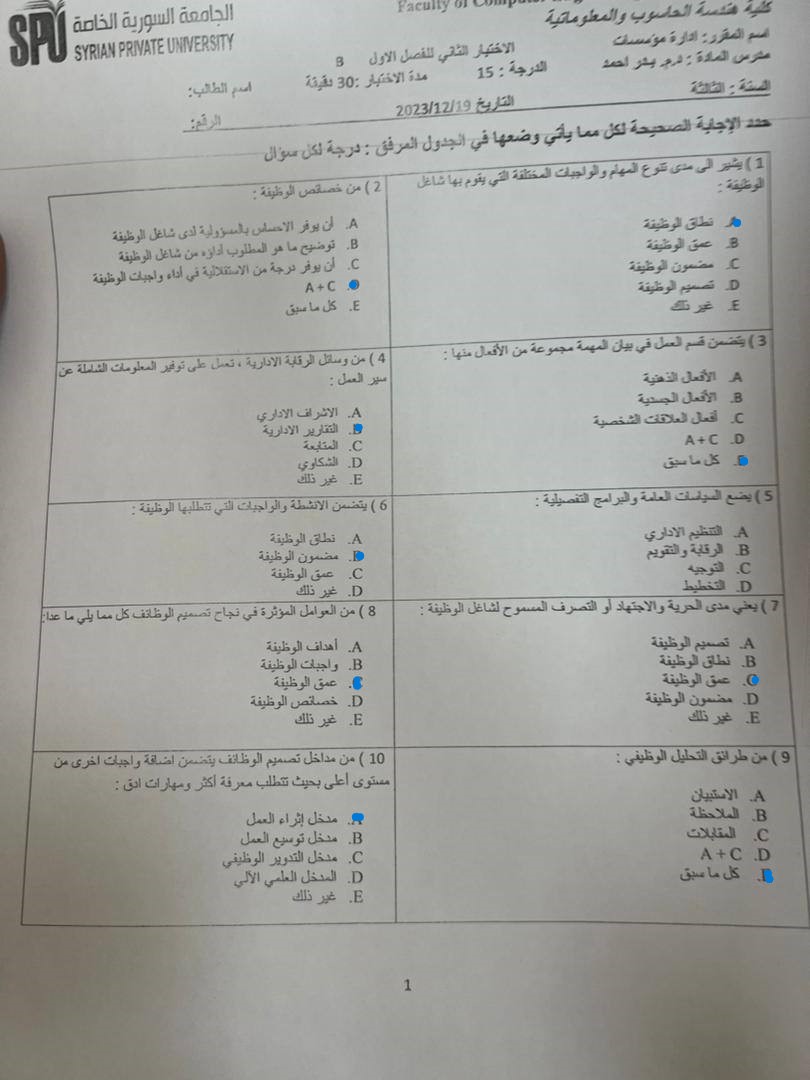 الجامعة السورية الخاصة
SYRIAN PRIVATE UNIVERSITY
SPU
Faculty of Computer
كلية هندسة الحاسوب والمعلوماتية
اسم المقرر: ادارة مؤسسات
الاختبار الثاني للفصل الاول B
مدرس المادة : د.م. بدر احمد
الدرجة : 15 مدة الاختبار :30 دقيقة
اسم الطالب:
السنة : الثالثة
التاريخ 2023/12/19
الرقم:
حدد الإجابة الصحيحة لكل مما يأتي وضعها في الجدول المرفق : درجة لكل سؤال
1 ) يشير الى مدى تنوع المهام والواجبات المختلفة التي يقوم بها شاغل
الوظيفة :
A. نطاق الوظيفة
B. عمق الوظيفة
C. مضمون الوظيفة
D. تصميم الوظيفة
E. غير ذلك
2 ) من خصائص الوظيفة :
A. أن يوفر الاحساس بالمسؤولية لدى شاغل الوظيفة
B. توضيح ما هو المطلوب أداؤه من شاغل الوظيفة
C. أن يوفر درجة من الاستقلالية في أداء واجبات الوظيفة
A + C
E. كل ما سبق
3 ) يتضمن قسم العمل في بيان المهمة مجموعة من الأفعال منها :
A. الأفعال الذهنية
B. الأفعال الجسدية
C. أفعال العلاقات الشخصية
D. A + C
كل ما سبق
4 ) من وسائل الرقابة الادارية ، تعمل على توفير المعلومات الشاملة عن
سير العمل :
A. الاشراف الاداري
B. التقارير الادارية
C. المتابعة
D. الشكاوي
E. غير ذلك
5 ) يضع السياسات العامة والبرامج التفصيلية :
A. التنظيم الاداري
B. الرقابة والتقويم
C. التوجيه
D. التخطيط
6 ) يتضمن الانشطة والواجبات التي تتطلبها الوظيفة :
A. نطاق الوظيفة
B. مضمون الوظيفة
C. عمق الوظيفة
D. غير ذلك
7 ) يعني مدى الحرية والاجتهاد أو التصرف المسموح لشاغل الوظيفة :
A. تصميم الوظيفة
B. نطاق الوظيفة
C. عمق الوظيفة
D. مضمون الوظيفة
E. غير ذلك
8 ) من العوامل المؤثرة في نجاح تصميم الوظائف كل مما يلي ما عدا:
A. أهداف الوظيفة
B. واجبات الوظيفة
C. عمق الوظيفة
D. خصائص الوظيفة
E. غير ذلك
9 ) من طرائق التحليل الوظيفي :
A. الاستبيان
B. الملاحظة
C. المقابلات
D. A + C
E. كل ما سبق
10 ) من مداخل تصميم الوظائف يتضمن اضافة واجبات اخرى من
مستوى أعلى بحيث تتطلب معرفة أكثر ومهارات ادق :
A. مدخل إثراء العمل
B. مدخل توسيع العمل
C. مدخل التدوير الوظيفي
D. المدخل العلمي الآلي
E. غير ذلك
1